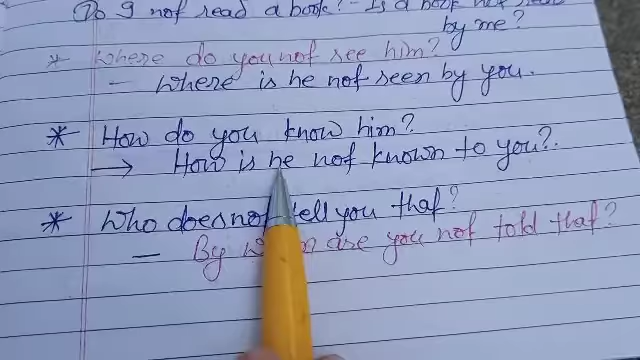 Do I not read a book? - Is a book not
by me?
* Where do you not see him?
- Where is he not seen by you.
* How do you know him?
→ How is he not known to you?.
* Who does not tell you that?
- By are you not told that?